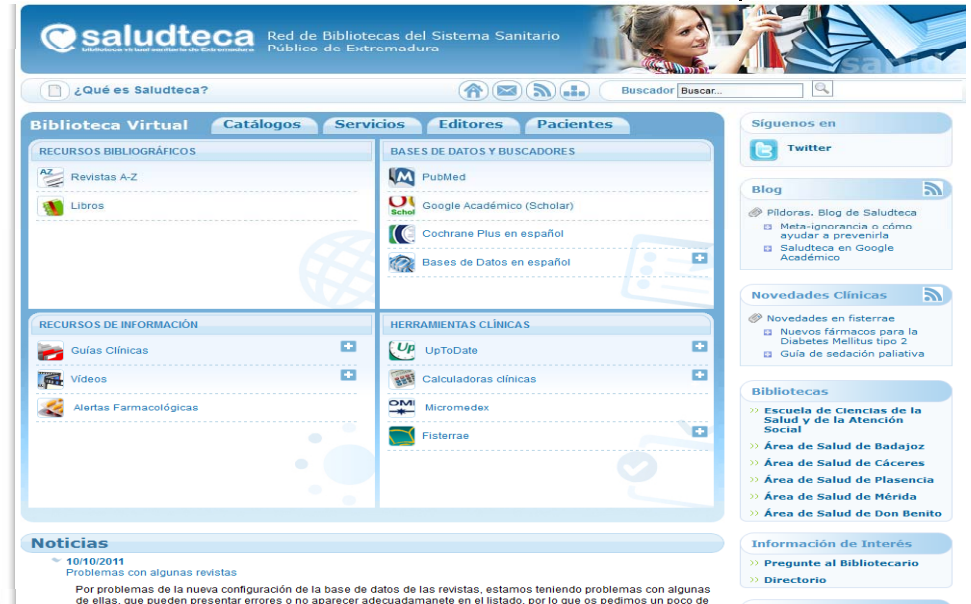 saludteca
Red de Bibliotecas del Sistema Sanitario
Público de Extremadura
biblioteca virtual sanitaria de Extremadura
sanida
¿Qué es Saludteca?
Buscador
Buscar...
Biblioteca Virtual
Catálogos
Servicios
Editores
Pacientes
RECURSOS BIBLIOGRÁFICOS
AZ
Revistas A-Z
Libros
BASES DE DATOS Y BUSCADORES
PubMed
Schol
Google Académico (Scholar)
Cochrane Plus en español
Bases de Datos en español
RECURSOS DE INFORMACIÓN
Guías Clínicas
Vídeos
Alertas Farmacológicas
HERRAMIENTAS CLÍNICAS
Up
UpToDate
Calculadoras clínicas
Micromedex
Fisterrae
Síguenos en
Twitter
Blog
Píldoras. Blog de Saludteca
Meta-ignorancia o cómo
ayudar a prevenirla
Saludteca en Google
Académico
Novedades Clínicas
Novedades en fisterrae
Nuevos fármacos para la
Diabetes Mellitus tipo 2
Guía de sedación paliativa
Bibliotecas
Escuela de Ciencias de la
Salud y de la Atención
Social
Área de Salud de Badajoz
Área de Salud de Cáceres
Área de Salud de Plasencia
Área de Salud de Mérida
Área de Salud de Don Benito
Información de Interés
Pregunte al Bibliotecario
Directorio
Noticias
10/10/2011
Problemas con algunas revistas
Por problemas de la nueva configuración de la base de datos de las revistas, estamos teniendo problemas con algunas
de ellas, que pueden presentar errores o no aparecer adecuadamanete en el listado, por lo que os pedimos un poco de